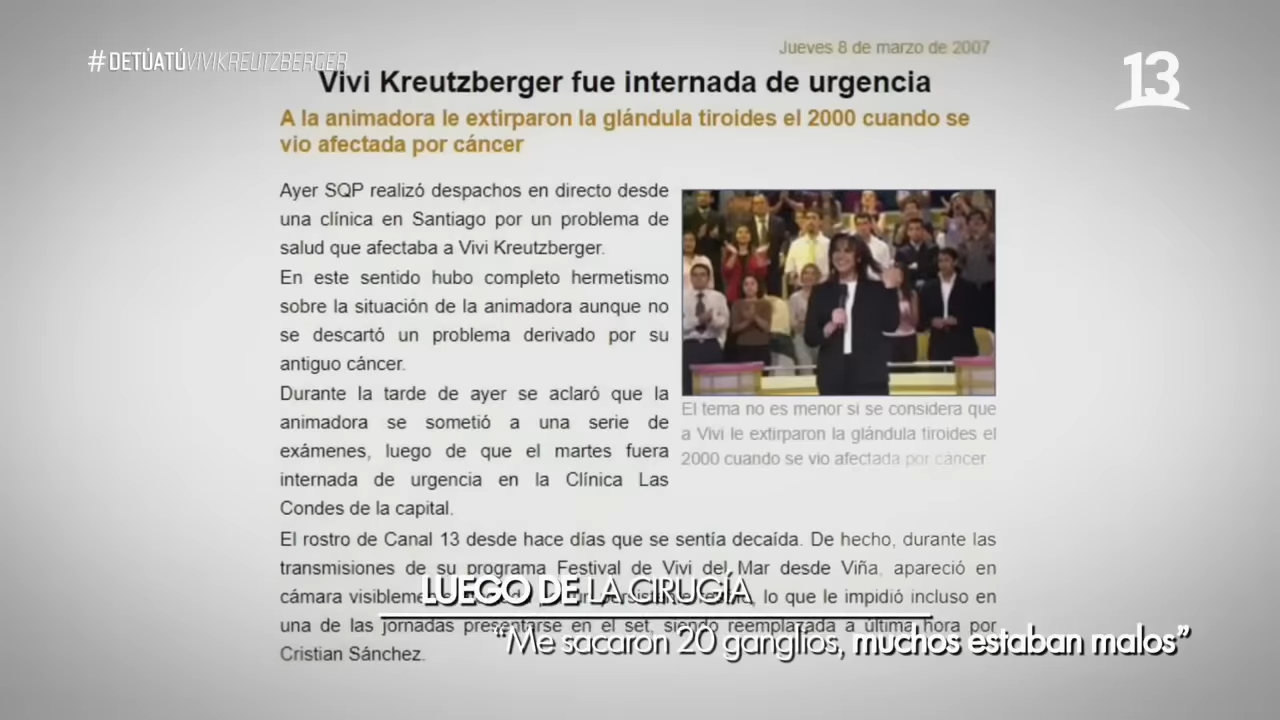 #DETÚATÚVIVIKREUTZBERGER
Jueves 8 de marzo de 2007
13
Vivi Kreutzberger fue internada de urgencia
A la animadora le extirparon la glándula tiroides el 2000 cuando se
vio afectada por cáncer
Ayer SQP realizó despachos en directo desde
una clínica en Santiago por un problema de
salud que afectaba a Vivi Kreutzberger.
En este sentido hubo completo hermetismo
sobre la situación de la animadora aunque no
se descartó un problema derivado por su
antiguo cáncer.
Durante la tarde de ayer se aclaró que la
animadora se sometió a una serie de
exámenes, luego de que el martes fuera
internada de urgencia en la Clínica Las
Condes de la capital.
El tema no es menor si se considera que
a Vivi le extirparon la glándula tiroides el
2000 cuando se vio afectada por cáncer
El rostro de Canal 13 desde hace días que se sentía decaída. De hecho, durante las
transmisiones de su programa Festival de Vivi del Mar desde Viña, apareció en
cámara lo que le impidió incluso en
una de las jornadas presentarse en el set, siendo reemplazada a última hora por
Cristian Sánchez.
LUEGO DE LA CIRUGÍA
“Me sacaron 20 ganglios, muchos estaban malos”